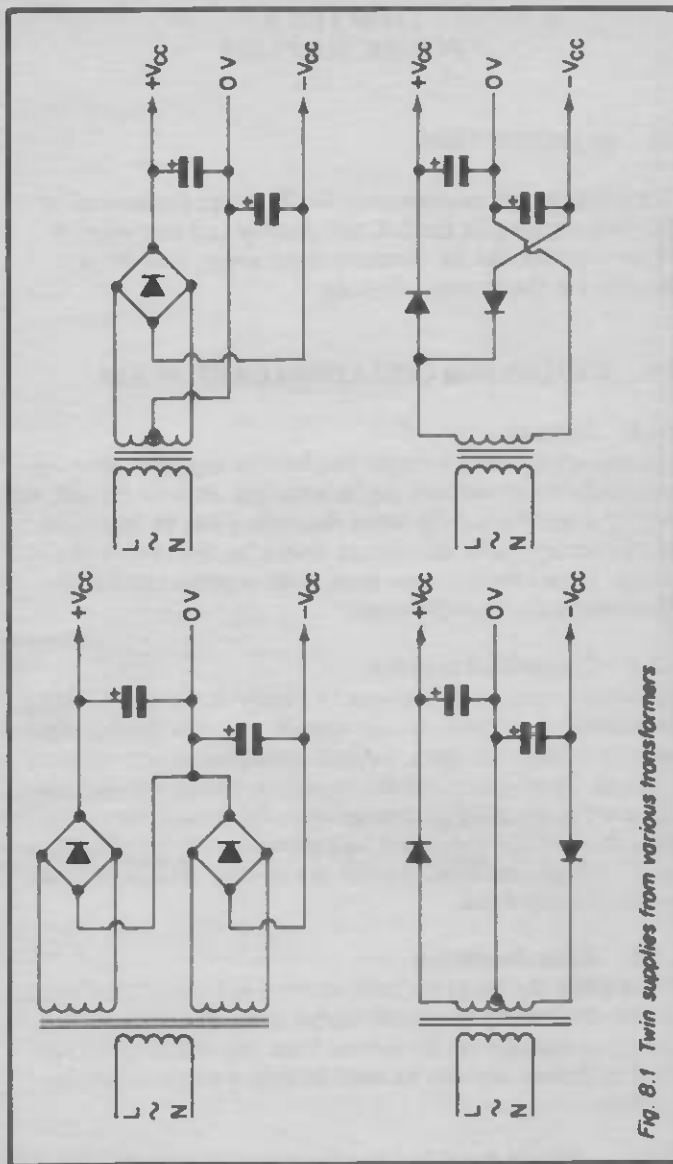 L ~ N
+VCC
0 V
−VCC
L ~ N
+VCC
0 V
−VCC
L ~ N
+VCC
0 V
−VCC
L ~ N
+VCC
0 V
−VCC
Fig. 8.1 Twin supplies from various transformers